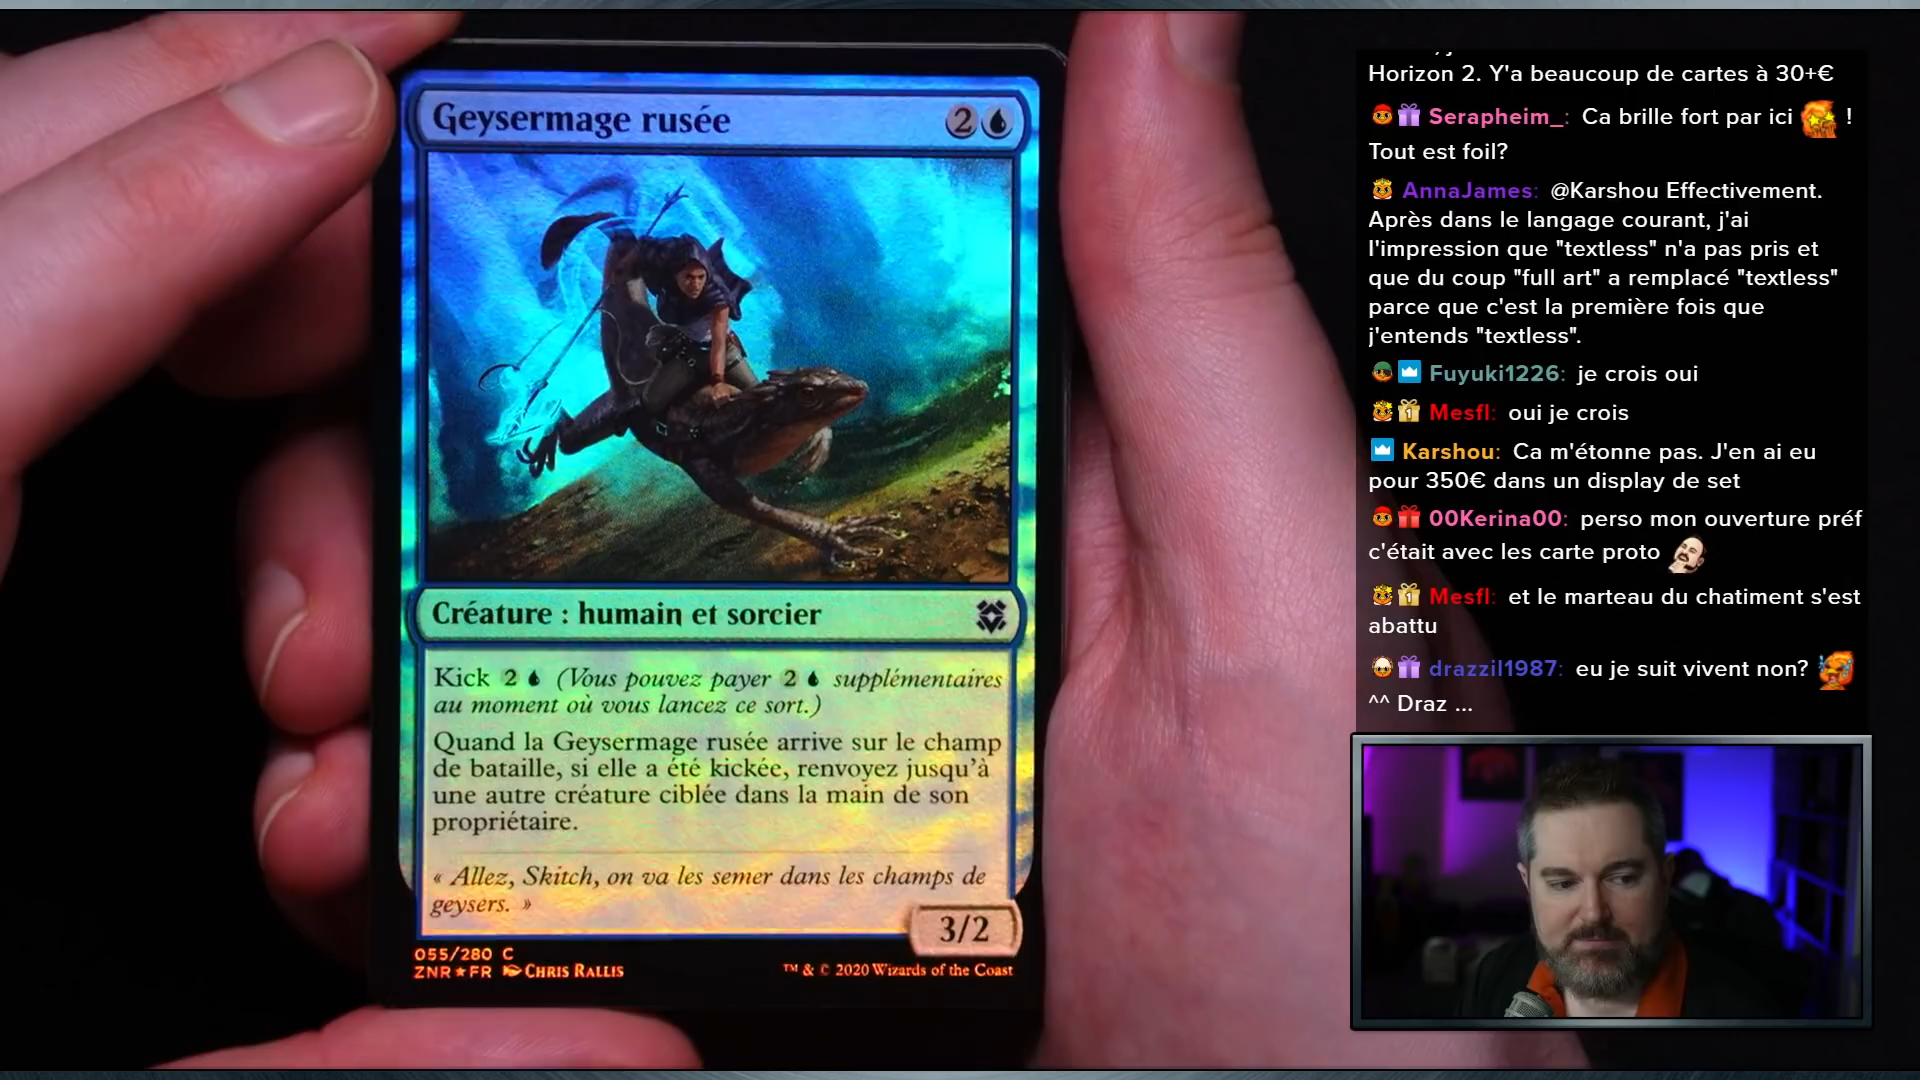 Geysermage rusée
2
Créature : humain et sorcier
Kick 2 (Vous pouvez payer 2 supplémentaires
au moment où vous lancez ce sort.)
Quand la Geysermage rusée arrive sur le champ
de bataille, si elle a été kickée, renvoyez jusqu'à
une autre créature ciblée dans la main de son
propriétaire.
« Allez, Skitch, on va les semer dans les champs de
geysers. »
3/2
055/280 C
ZNR★FR Chris Rallis
™ & © 2020 Wizards of the Coast
Horizon 2. Y'a beaucoup de cartes à 30+€
Serapheim_: Ca brille fort par ici !
Tout est foil?
AnnaJames: @Karshou Effectivement.
Après dans le langage courant, j'ai
l'impression que "textless" n'a pas pris et
que du coup "full art" a remplacé "textless"
parce que c'est la première fois que
j'entends "textless".
Fuyuki1226: je crois oui
1 Mesfl: oui je crois
Karshou: Ca m'étonne pas. J'en ai eu
pour 350€ dans un display de set
00Kerina00: perso mon ouverture préf
c'était avec les carte proto
1 Mesfl: et le marteau du chatiment s'est
abattu
drazzil1987: eu je suit vivent non?
^^ Draz ...